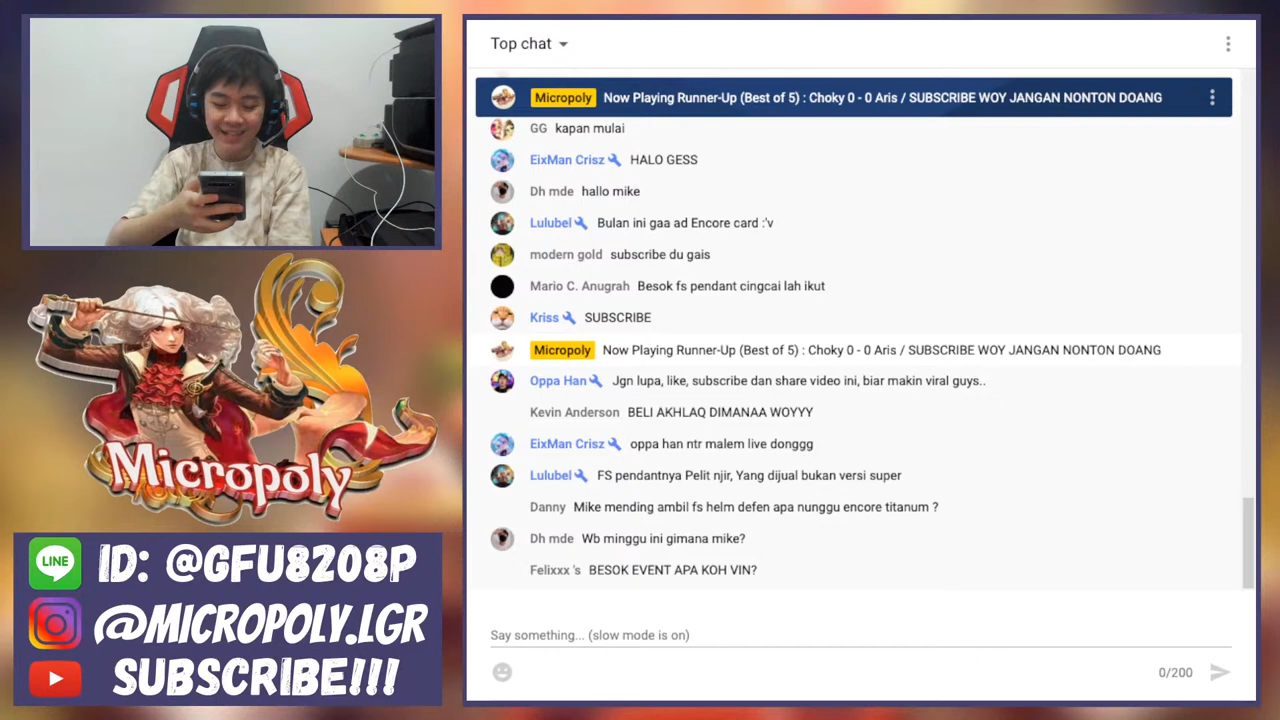 Top chat
Micropoly Now Playing Runner-Up (Best of 5) : Choky 0 - 0 Aris / SUBSCRIBE WOY JANGAN NONTON DOANG
GG kapan mulai
EixMan Crisz HALO GESS
Dh mde hallo mike
Lulubel Bulan ini gaa ad Encore card :'v
modern gold subscribe du gais
Mario C. Anugrah Besok fs pendant cingcai lah ikut
Kriss SUBSCRIBE
Micropoly Now Playing Runner-Up (Best of 5) : Choky 0 - 0 Aris / SUBSCRIBE WOY JANGAN NONTON DOANG
Oppa Han Jgn lupa, like, subscribe dan share video ini, biar makin viral guys..
Kevin Anderson BELI AKHLAQ DIMANAA WOYYY
EixMan Crisz oppa han ntr malem live donggg
Lulubel FS pendantnya Pelit njir, Yang dijual bukan versi super
Danny Mike mending ambil fs helm defen apa nunggu encore titanum ?
Dh mde Wb minggu ini gimana mike?
Felixxx 's BESOK EVENT APA KOH VIN?
Say something... (slow mode is on)
0/200
Micropoly
LINE ID: @GFU8208P
@MICROPOLY.LGR
SUBSCRIBE!!!